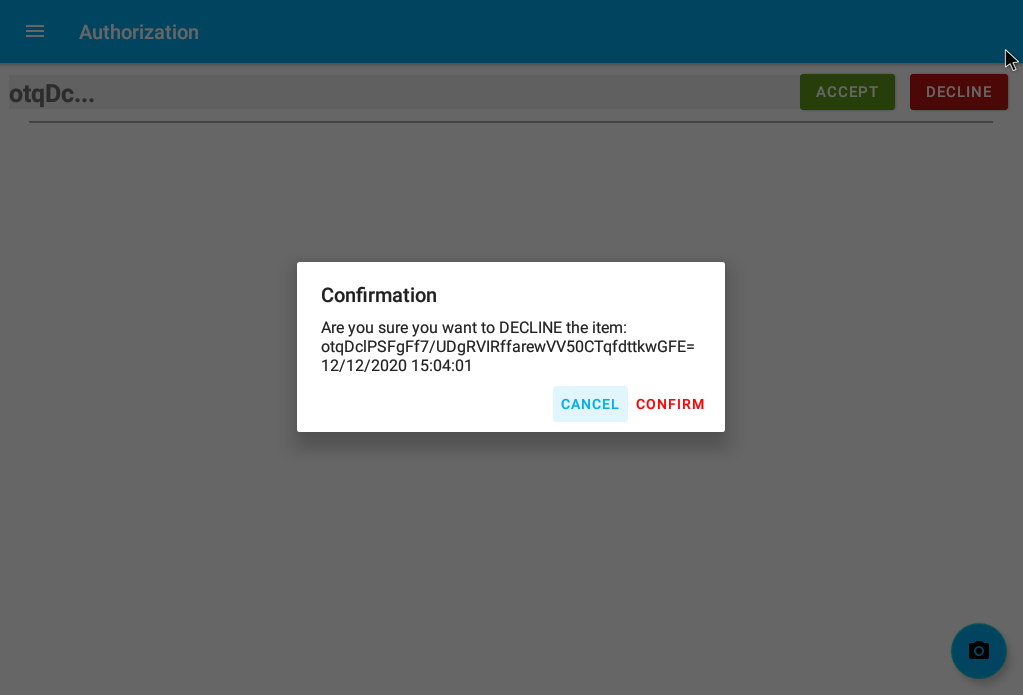 Authorization
otqDc...
ACCEPT
DECLINE
Confirmation
Are you sure you want to DECLINE the item:
otqDclPSFgFf7/UDgRVIRffarewVV50CTqfdttkwGFE=
12/12/2020 15:04:01
CANCEL
CONFIRM